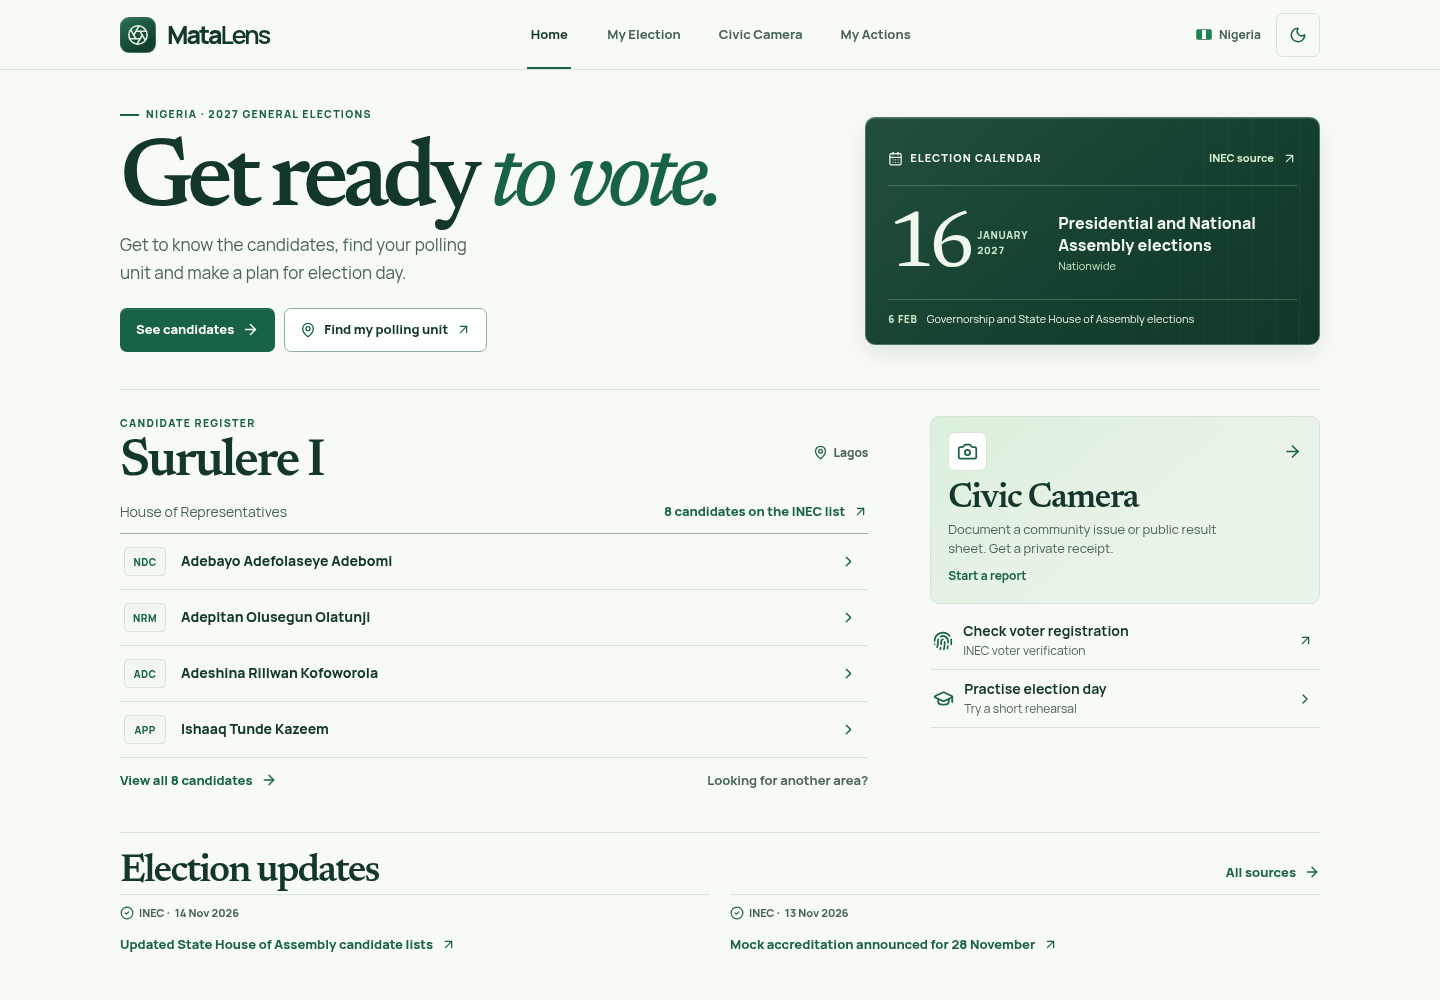 MataLens
Home
My Election
Civic Camera
My Actions
Nigeria
NIGERIA · 2027 GENERAL ELECTIONS
Get ready to vote.
Get to know the candidates, find your polling
unit and make a plan for election day.
See candidates
Find my polling unit
ELECTION CALENDAR
INEC source
16
JANUARY
2027
Presidential and National
Assembly elections
Nationwide
6 FEB Governorship and State House of Assembly elections
CANDIDATE REGISTER
Surulere I
Lagos
House of Representatives
8 candidates on the INEC list
NDC Adebayo Adefolaseye Adebomi
NRM Adepitan Olusegun Olatunji
ADC Adeshina Riliwan Kofoworola
APP Ishaaq Tunde Kazeem
View all 8 candidates
Looking for another area?
Civic Camera
Document a community issue or public result
sheet. Get a private receipt.
Start a report
Check voter registration
INEC voter verification
Practise election day
Try a short rehearsal
Election updates
All sources
INEC · 14 Nov 2026
Updated State House of Assembly candidate lists
INEC · 13 Nov 2026
Mock accreditation announced for 28 November